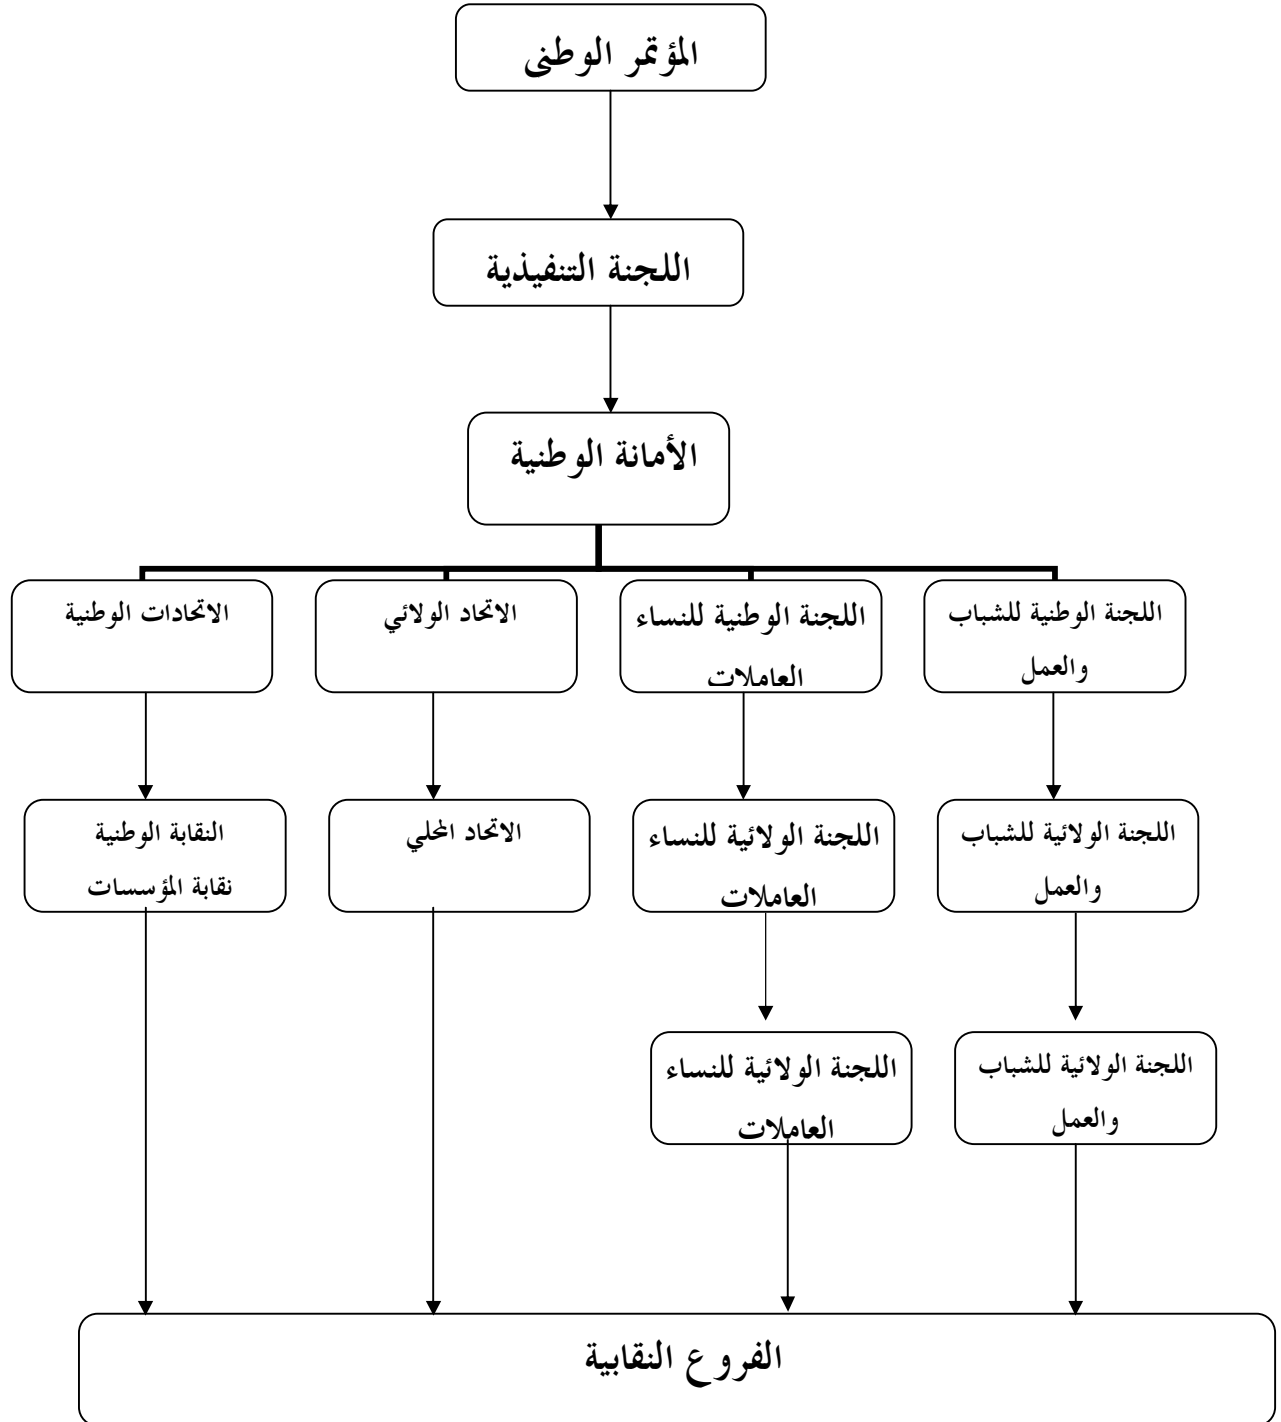 المؤتمر الوطنى
اللجنة التنفيذية
الأمانة الوطنية
اللجنة الوطنية للشباب
والعمل
اللجنة الوطنية للنساء
العاملات
الاتحاد الولائي
الاتحادات الوطنية
اللجنة الولائية للشباب
والعمل
اللجنة الولائية للنساء
العاملات
الاتحاد المحلي
النقابة الوطنية
نقابة المؤسسات
اللجنة الولائية للشباب
والعمل
اللجنة الولائية للنساء
العاملات
الفروع النقابية